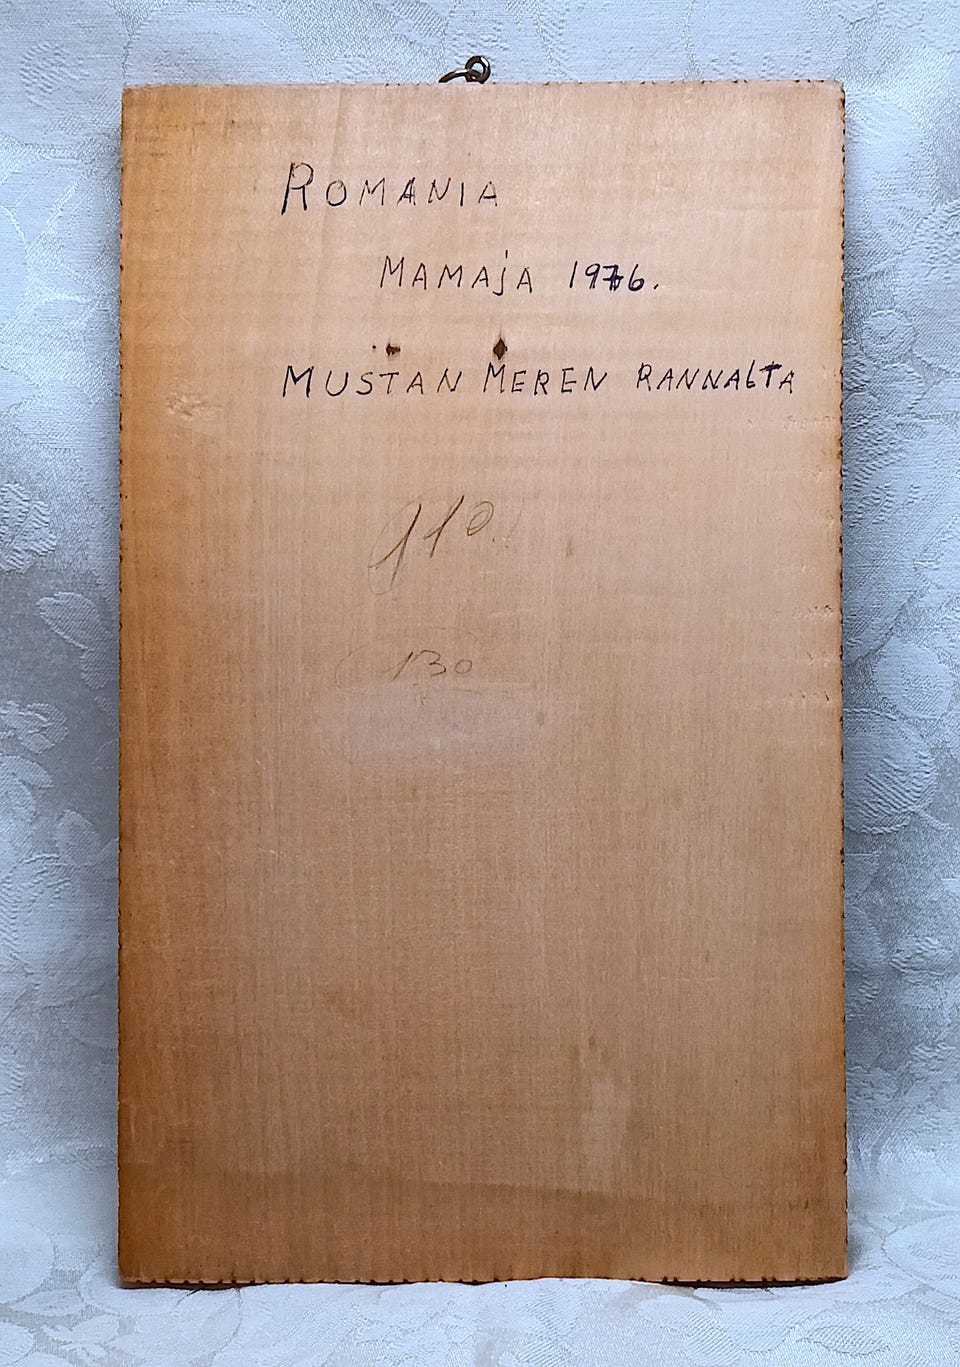 ROMANIA
MAMAjA 1976.
MUSTAN MEREN RANNALTA
110.
130